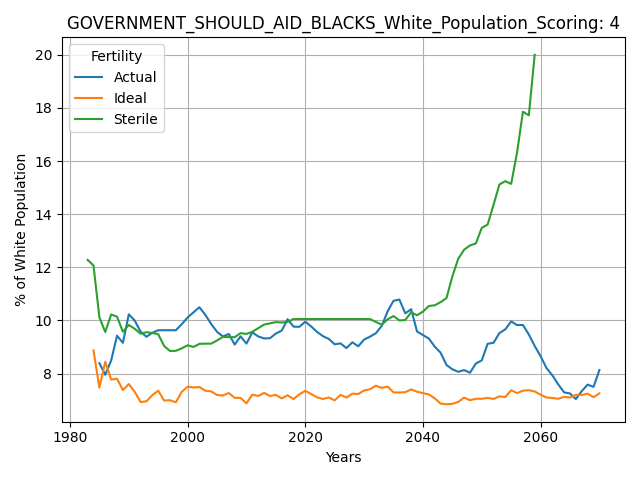 GOVERNMENT_SHOULD_AID_BLACKS_White_Population_Scoring: 4
Fertility
Actual
Ideal
Sterile
% of White Population
20
18
16
14
12
10
8
1980
2000
2020
2040
2060
Years